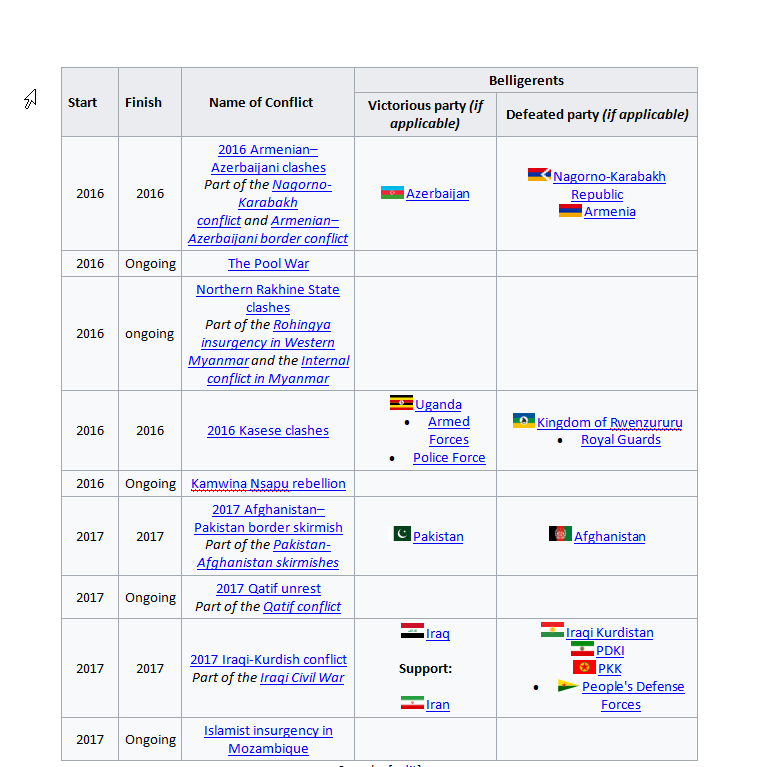 Belligerents
Start
Finish
Name of Conflict
Victorious party (if
applicable)
Defeated party (if applicable)
2016
2016
2016 Armenian–
Azerbaijani clashes
Part of the Nagorno-
Karabakh
conflict and Armenian–
Azerbaijani border conflict
Azerbaijan
Nagorno-Karabakh
Republic
Armenia
2016
Ongoing
The Pool War
2016
ongoing
Northern Rakhine State
clashes
Part of the Rohingya
insurgency in Western
Myanmar and the Internal
conflict in Myanmar
2016
2016
2016 Kasese clashes
Uganda
• Armed
Forces
• Police Force
Kingdom of Rwenzururu
• Royal Guards
2016
Ongoing
Kamwina Nsapu rebellion
2017
2017
2017 Afghanistan–
Pakistan border skirmish
Part of the Pakistan-
Afghanistan skirmishes
Pakistan
Afghanistan
2017
Ongoing
2017 Qatif unrest
Part of the Qatif conflict
2017
2017
2017 Iraqi-Kurdish conflict
Part of the Iraqi Civil War
Iraq
Support:
Iran
Iraqi Kurdistan
PDKI
PKK
• People's Defense
Forces
2017
Ongoing
Islamist insurgency in
Mozambique